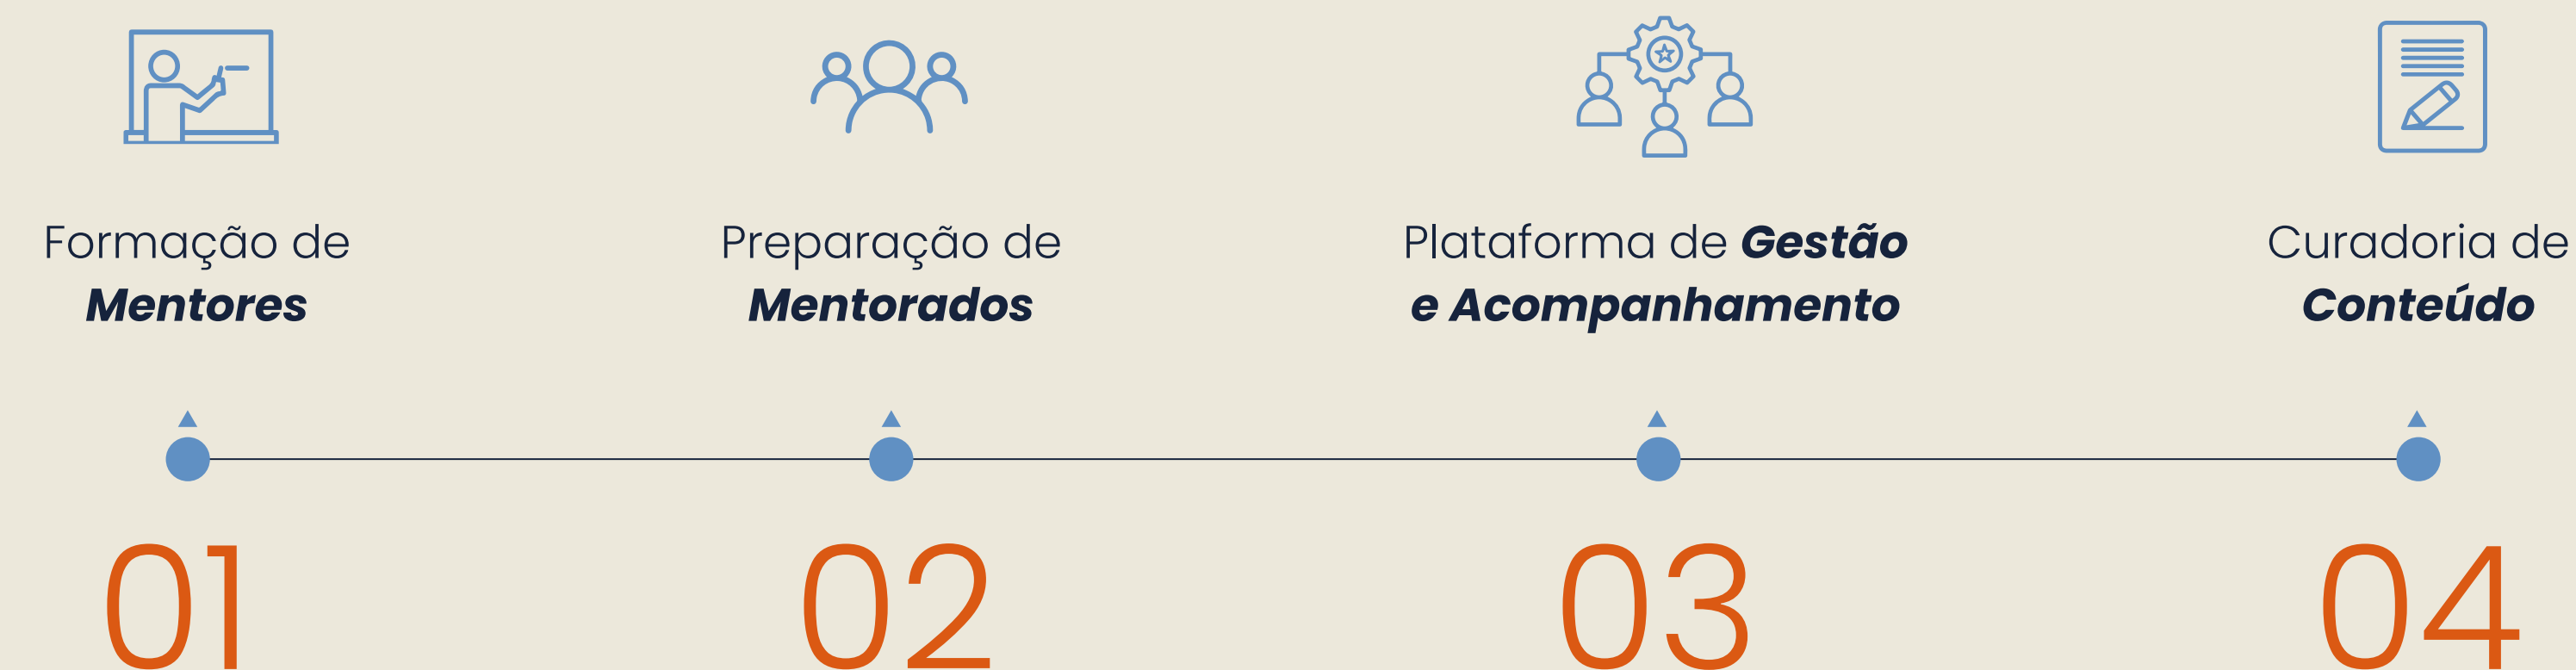 Formação de
Mentores
Preparação de
Mentorados
Plataforma de Gestão
e Acompanhamento
Curadoria de
Conteúdo
01
02
03
04